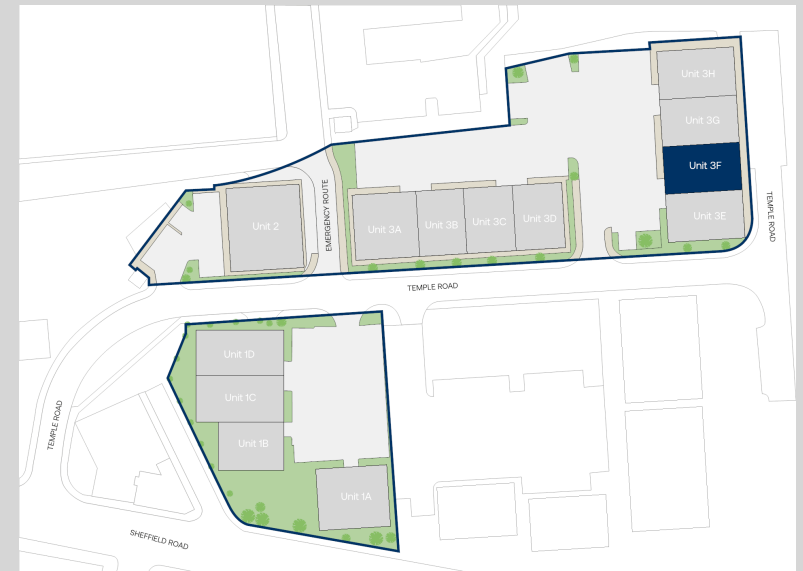 Unit 3H
Unit 3G
Unit 3F
Unit 3E
TEMPLE ROAD
Unit 2
EMERGENCY ROUTE
Unit 3A
Unit 3B
Unit 3C
Unit 3D
TEMPLE ROAD
Unit 1D
Unit 1C
Unit 1B
Unit 1A
TEMPLE ROAD
SHEFFIELD ROAD